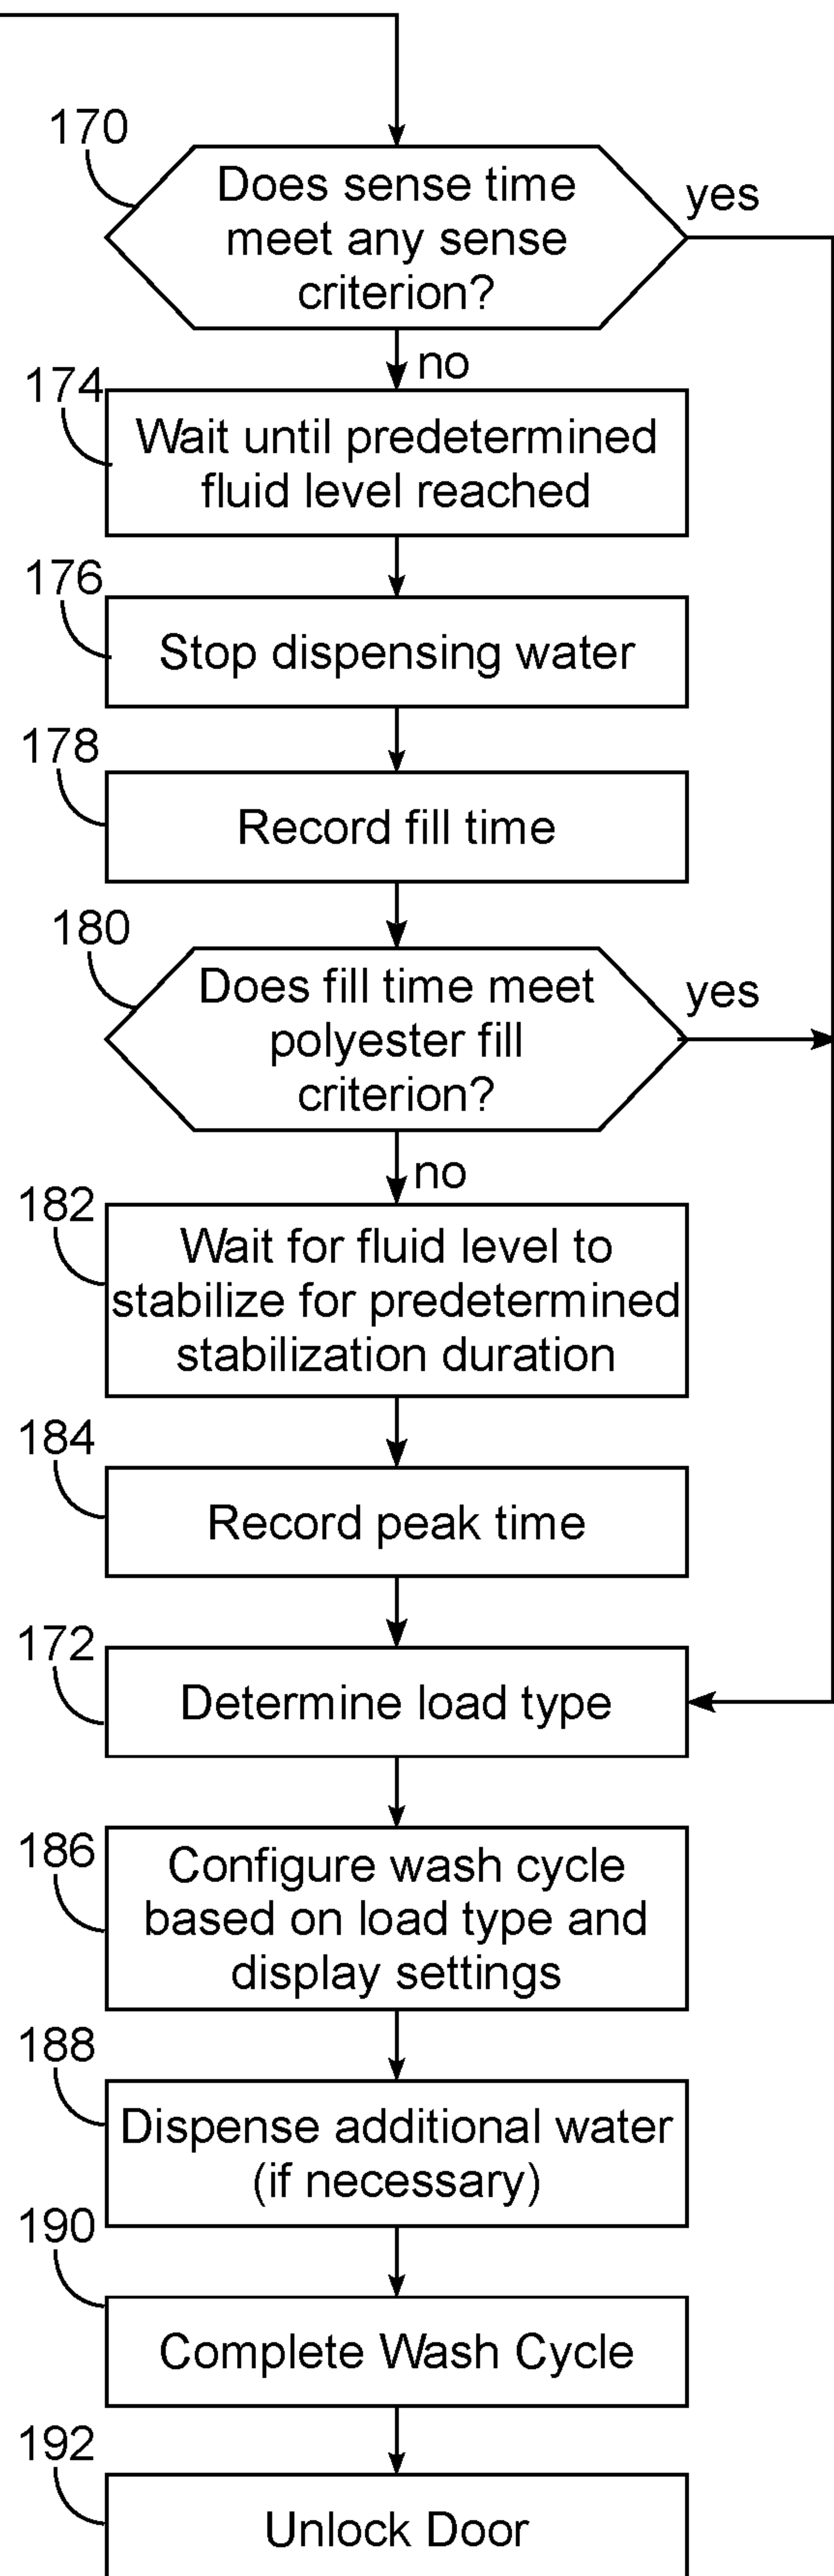 170
Does sense time
meet any sense
criterion?
yes
no
174
Wait until predetermined
fluid level reached
176
Stop dispensing water
178
Record fill time
180
Does fill time meet
polyester fill
criterion?
yes
no
182
Wait for fluid level to
stabilize for predetermined
stabilization duration
184
Record peak time
172
Determine load type
186
Configure wash cycle
based on load type and
display settings
188
Dispense additional water
(if necessary)
190
Complete Wash Cycle
192
Unlock Door